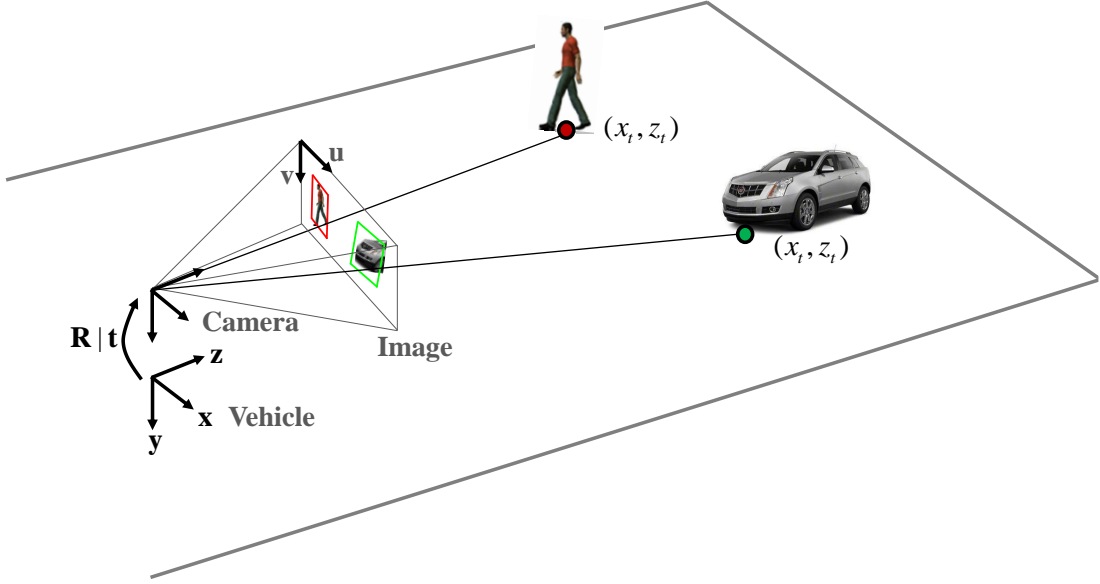 (x_t, z_t)
u
v
(x_t, z_t)
Camera
R | t
Image
z
x Vehicle
y